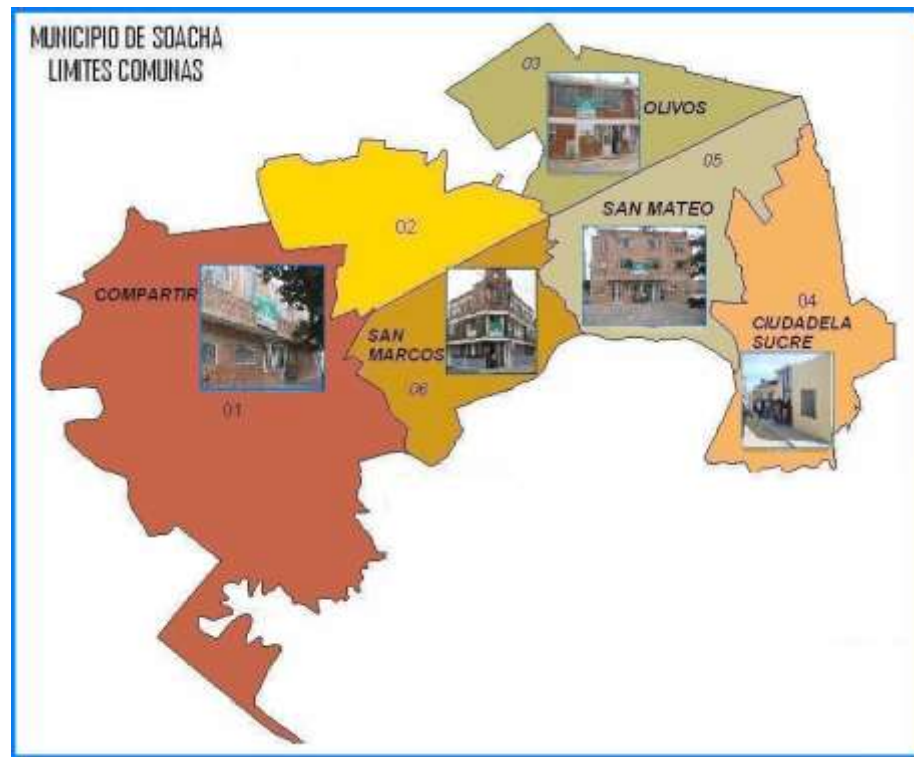 MUNICIPIO DE SOACHA
LIMITES COMUNAS
03
OLIVOS
05
SAN MATEO
02
COMPARTIR
04
CIUDADELA
SUCRE
SAN
MARCOS
06
01